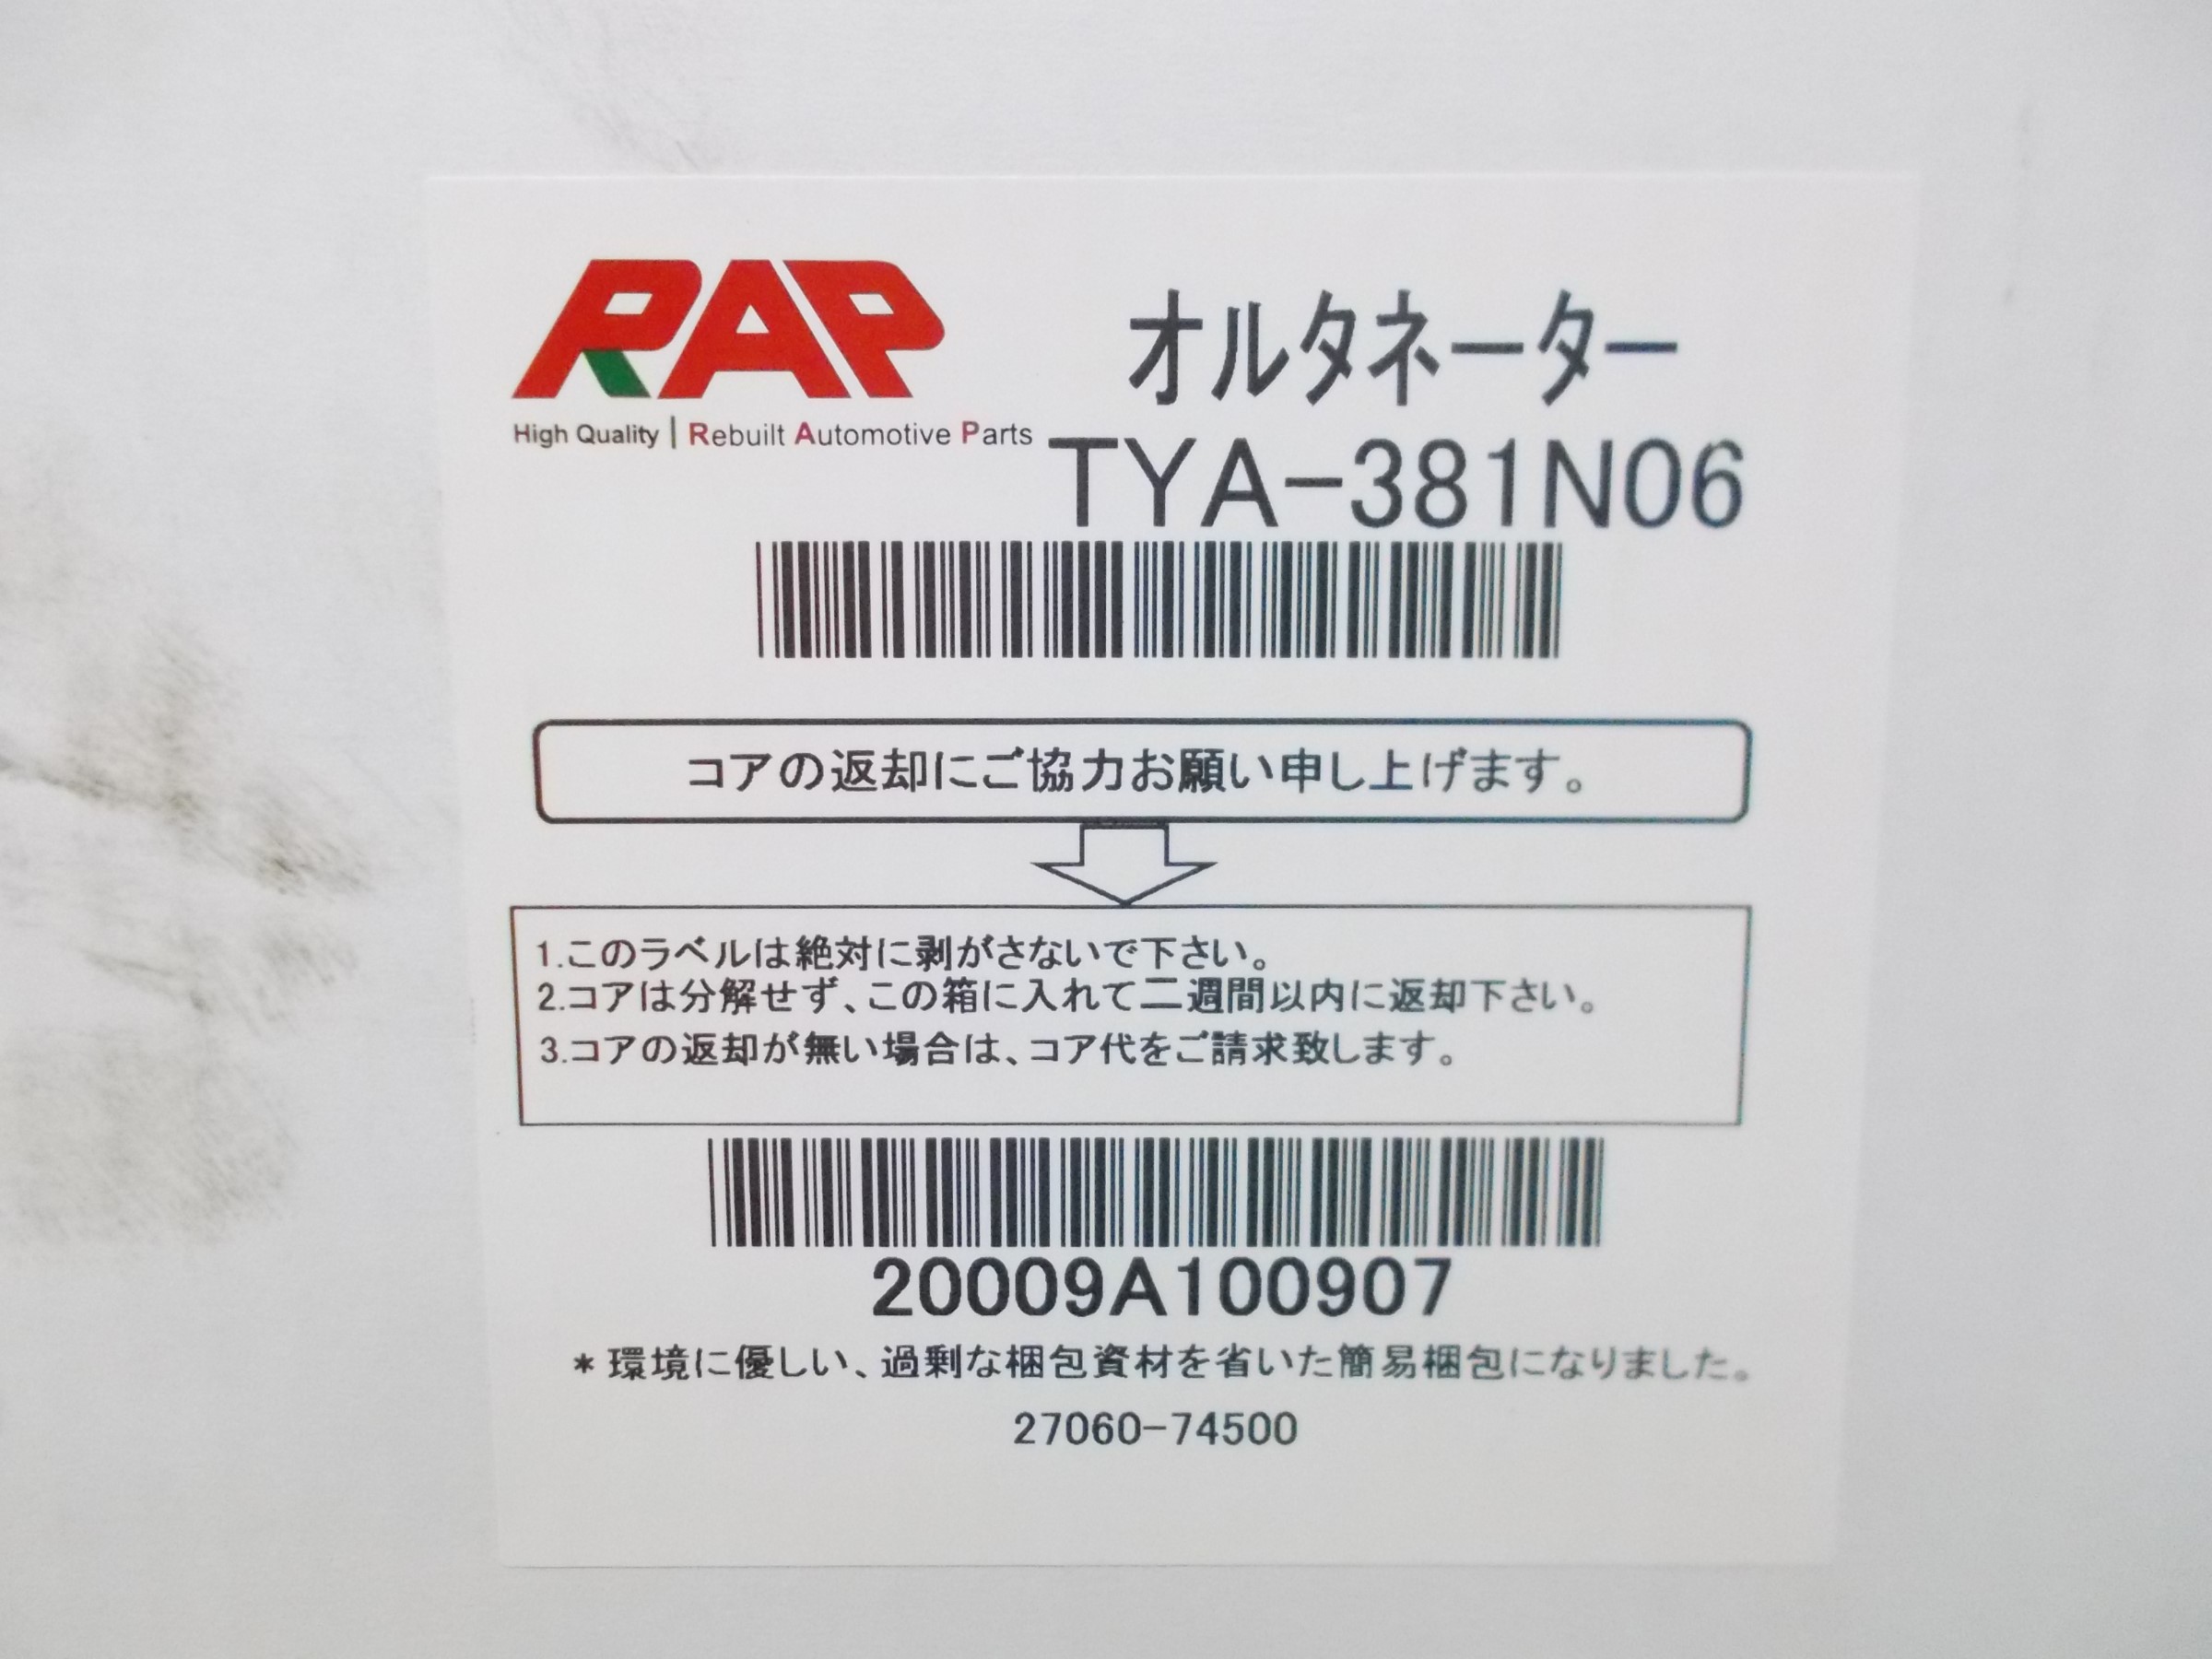 RAP
High Quality | Rebuilt Automotive Parts
オルタネーター
TYA-381N06
コアの返却にご協力お願い申し上げます。
1.このラベルは絶対に剥がさないで下さい。
2.コアは分解せず、この箱に入れて二週間以内に返却下さい。
3.コアの返却が無い場合は、コア代をご請求致します。
20009A100907
*環境に優しい、過剰な梱包資材を省いた簡易梱包になりました。
27060-74500